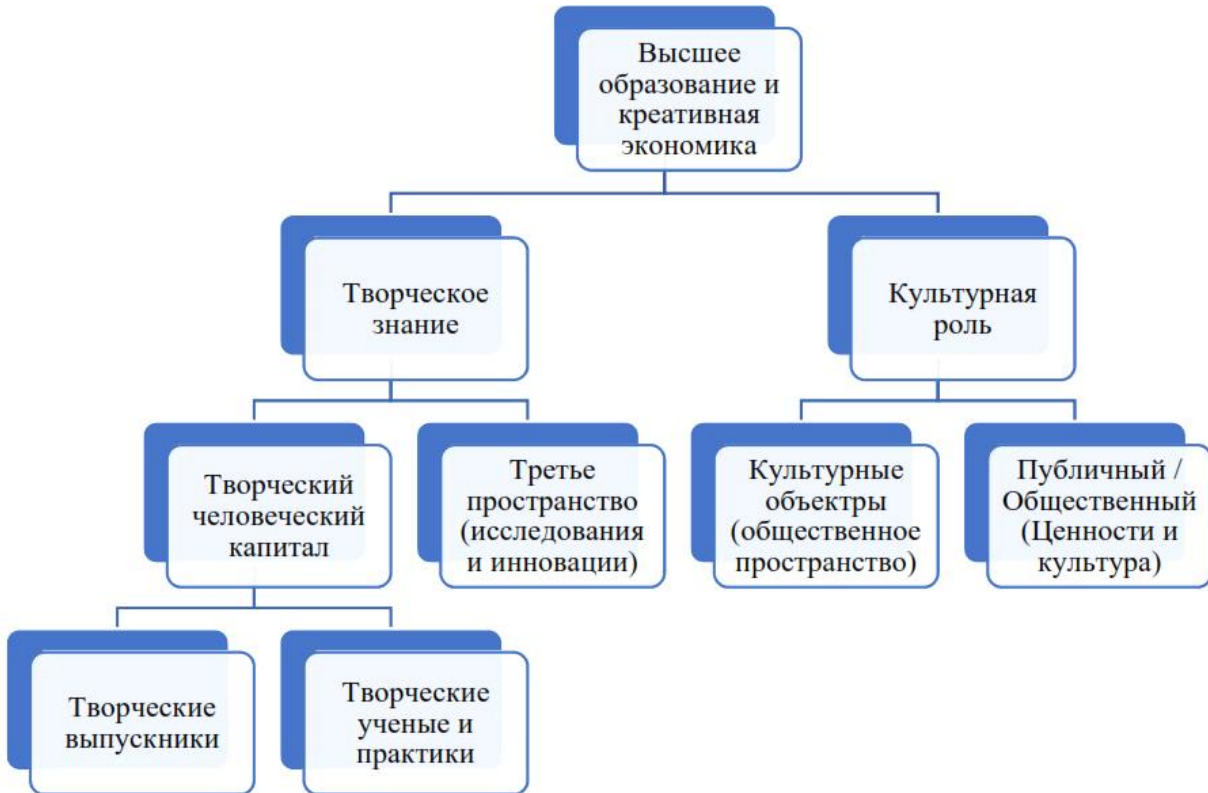 Высшее
образование и
креативная
экономика
Творческое
знание
Культурная
роль
Творческий
человеческий
капитал
Третье
пространство
(исследования
и инновации)
Культурные
объектры
(общественное
пространство)
Публичный /
Общественный
(Ценности и
культура)
Творческие
выпускники
Творческие
ученые и
практики